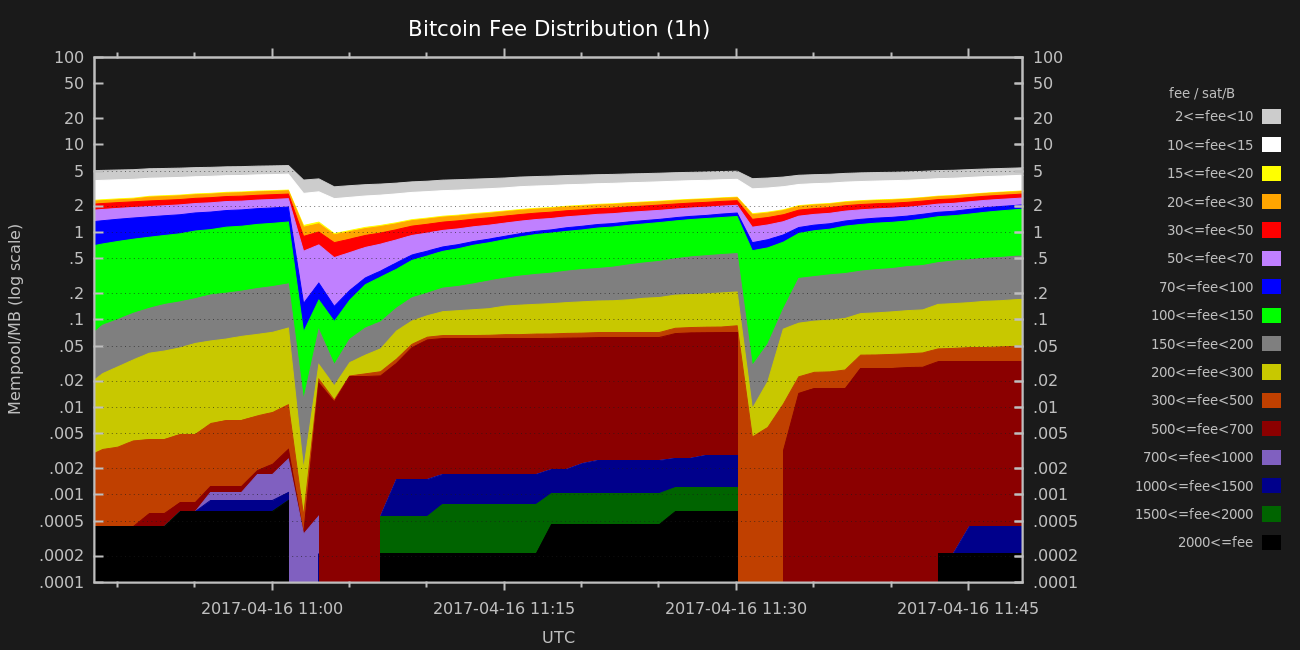 Bitcoin Fee Distribution (1h)
Mempool/MB (log scale)
100
50
20
10
5
2
1
.5
.2
.1
.05
.02
.01
.005
.002
.001
.0005
.0002
.0001
100
50
20
10
5
2
1
.5
.2
.1
.05
.02
.01
.005
.002
.001
.0005
.0002
.0001
fee / sat/B
2<=fee<10
10<=fee<15
15<=fee<20
20<=fee<30
30<=fee<50
50<=fee<70
70<=fee<100
100<=fee<150
150<=fee<200
200<=fee<300
300<=fee<500
500<=fee<700
700<=fee<1000
1000<=fee<1500
1500<=fee<2000
2000<=fee
2017-04-16 11:00 2017-04-16 11:15 2017-04-16 11:30 2017-04-16 11:45
UTC